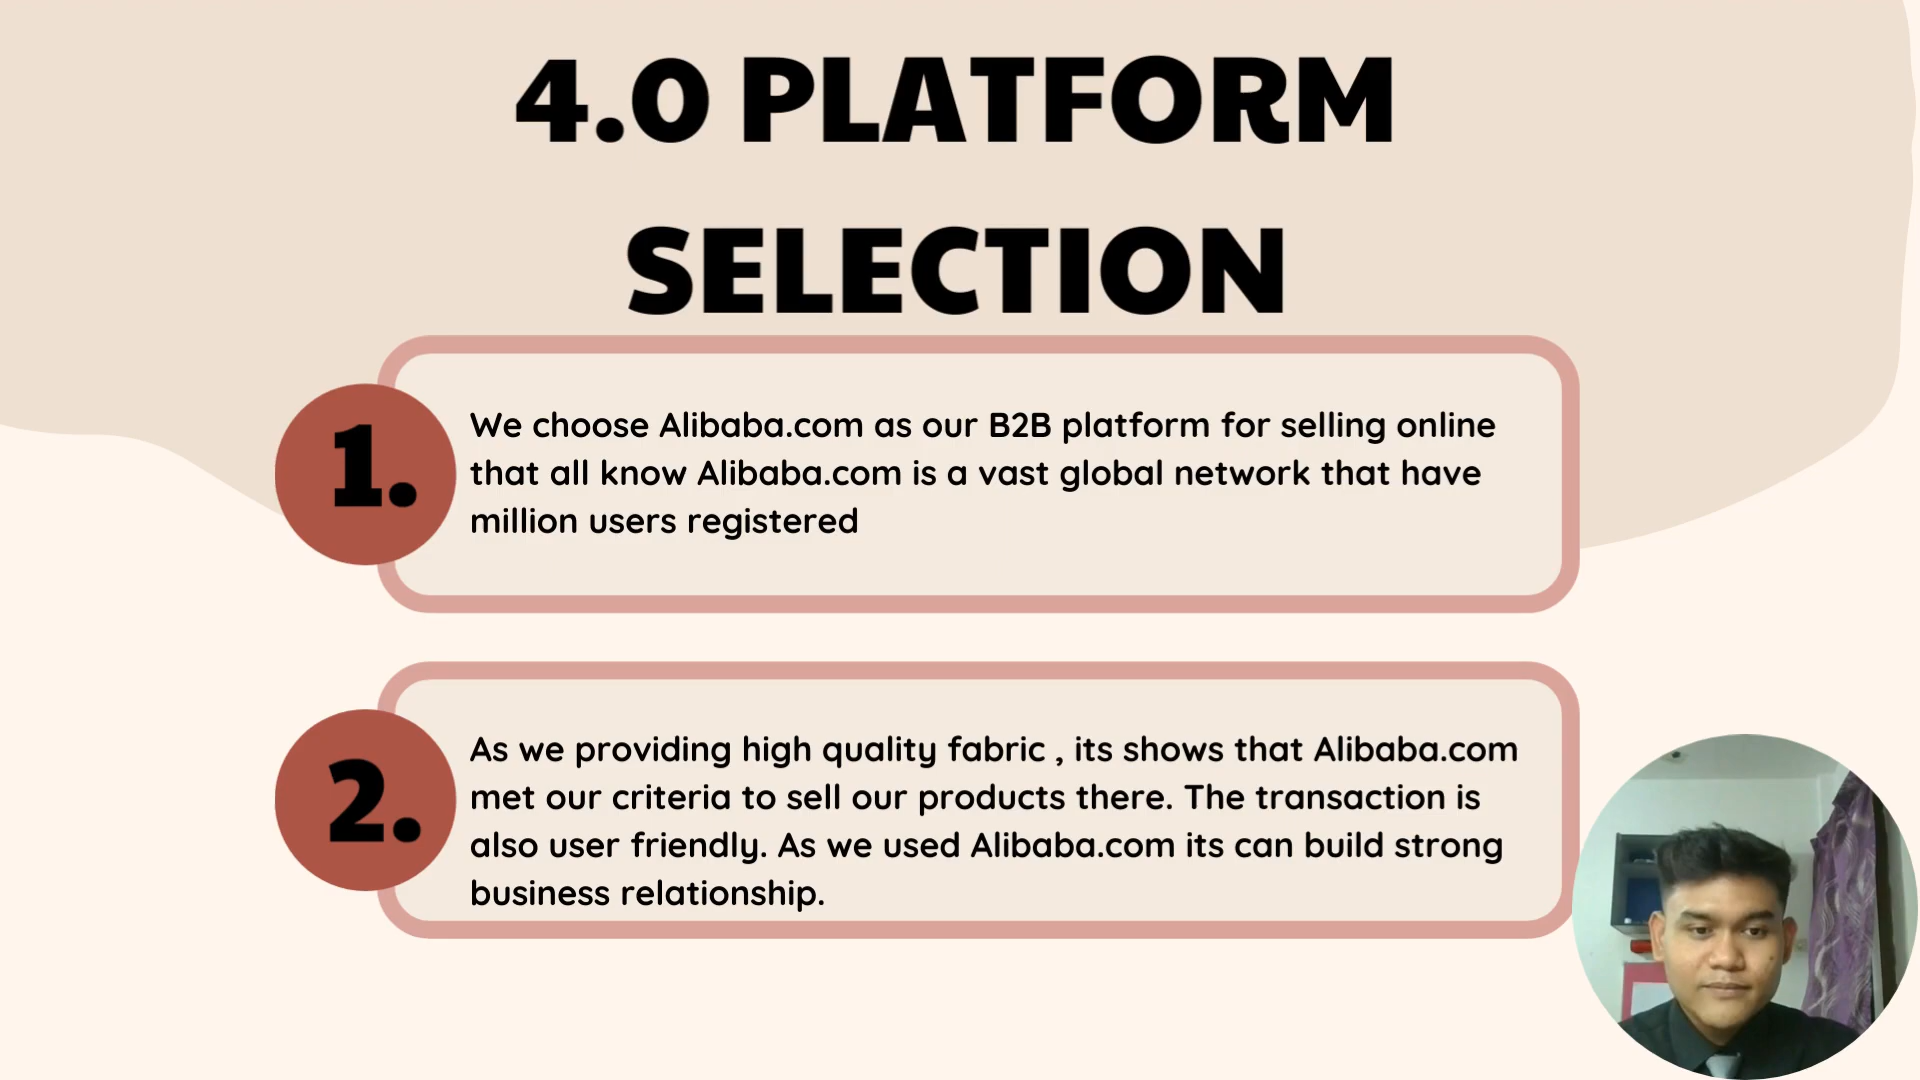 4.0 PLATFORM
SELECTION
1.
We choose Alibaba.com as our B2B platform for selling online
that all know Alibaba.com is a vast global network that have
million users registered
2.
As we providing high quality fabric , its shows that Alibaba.com
met our criteria to sell our products there. The transaction is
also user friendly. As we used Alibaba.com its can build strong
business relationship.